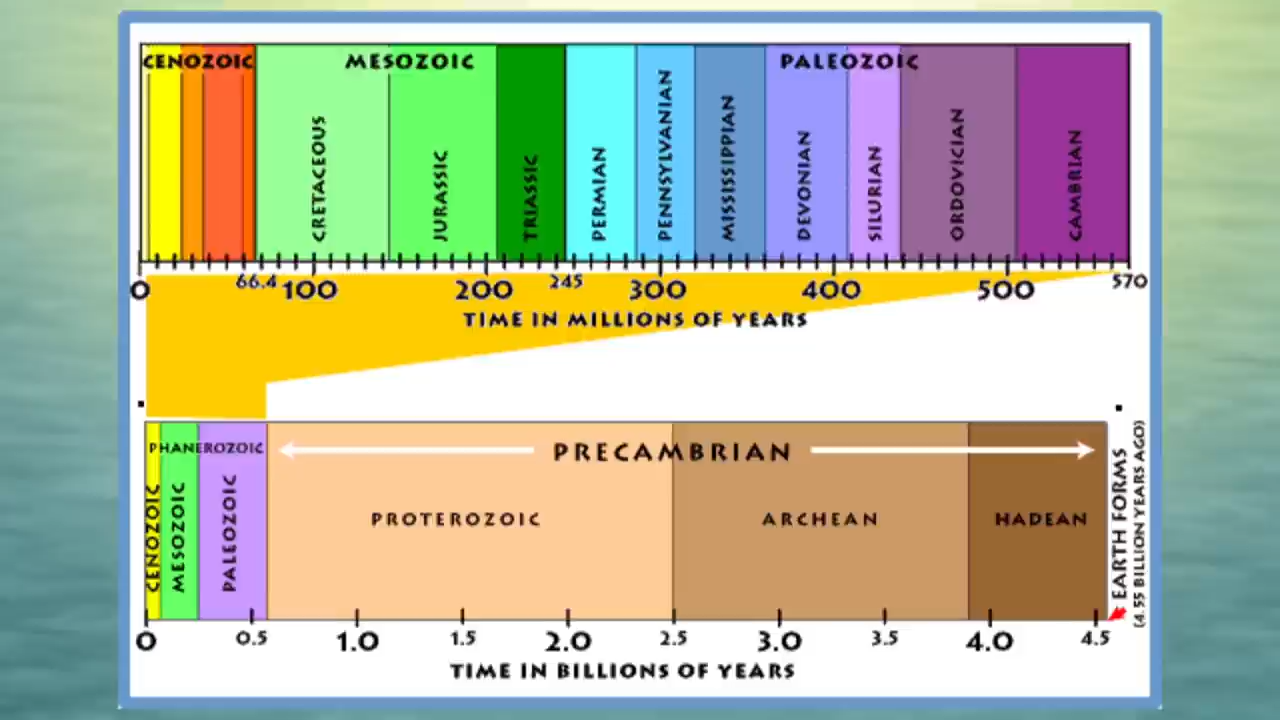 CENOZOIC MESOZOIC PALEOZOIC
CRETACEOUS
JURASSIC
TRIASSIC
PERMIAN
PENNSYLVANIAN
MISSISSIPPIAN
DEVONIAN
SILURIAN
ORDOVICIAN
CAMBRIAN
0 66.4 100 200 245 300 400 500 570
TIME IN MILLIONS OF YEARS
PHANEROZOIC PRECAMBRIAN
CENOZOIC
MESOZOIC
PALEOZOIC
PROTEROZOIC ARCHEAN HADEAN
EARTH FORMS
(4.55 BILLION YEARS AGO)
0 0.5 1.0 1.5 2.0 2.5 3.0 3.5 4.0 4.5
TIME IN BILLIONS OF YEARS